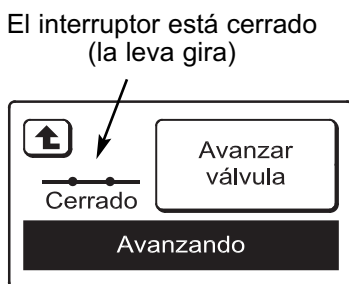 El interruptor está cerrado
(la leva gira)
Avanzar
válvula
Cerrado
Avanzando